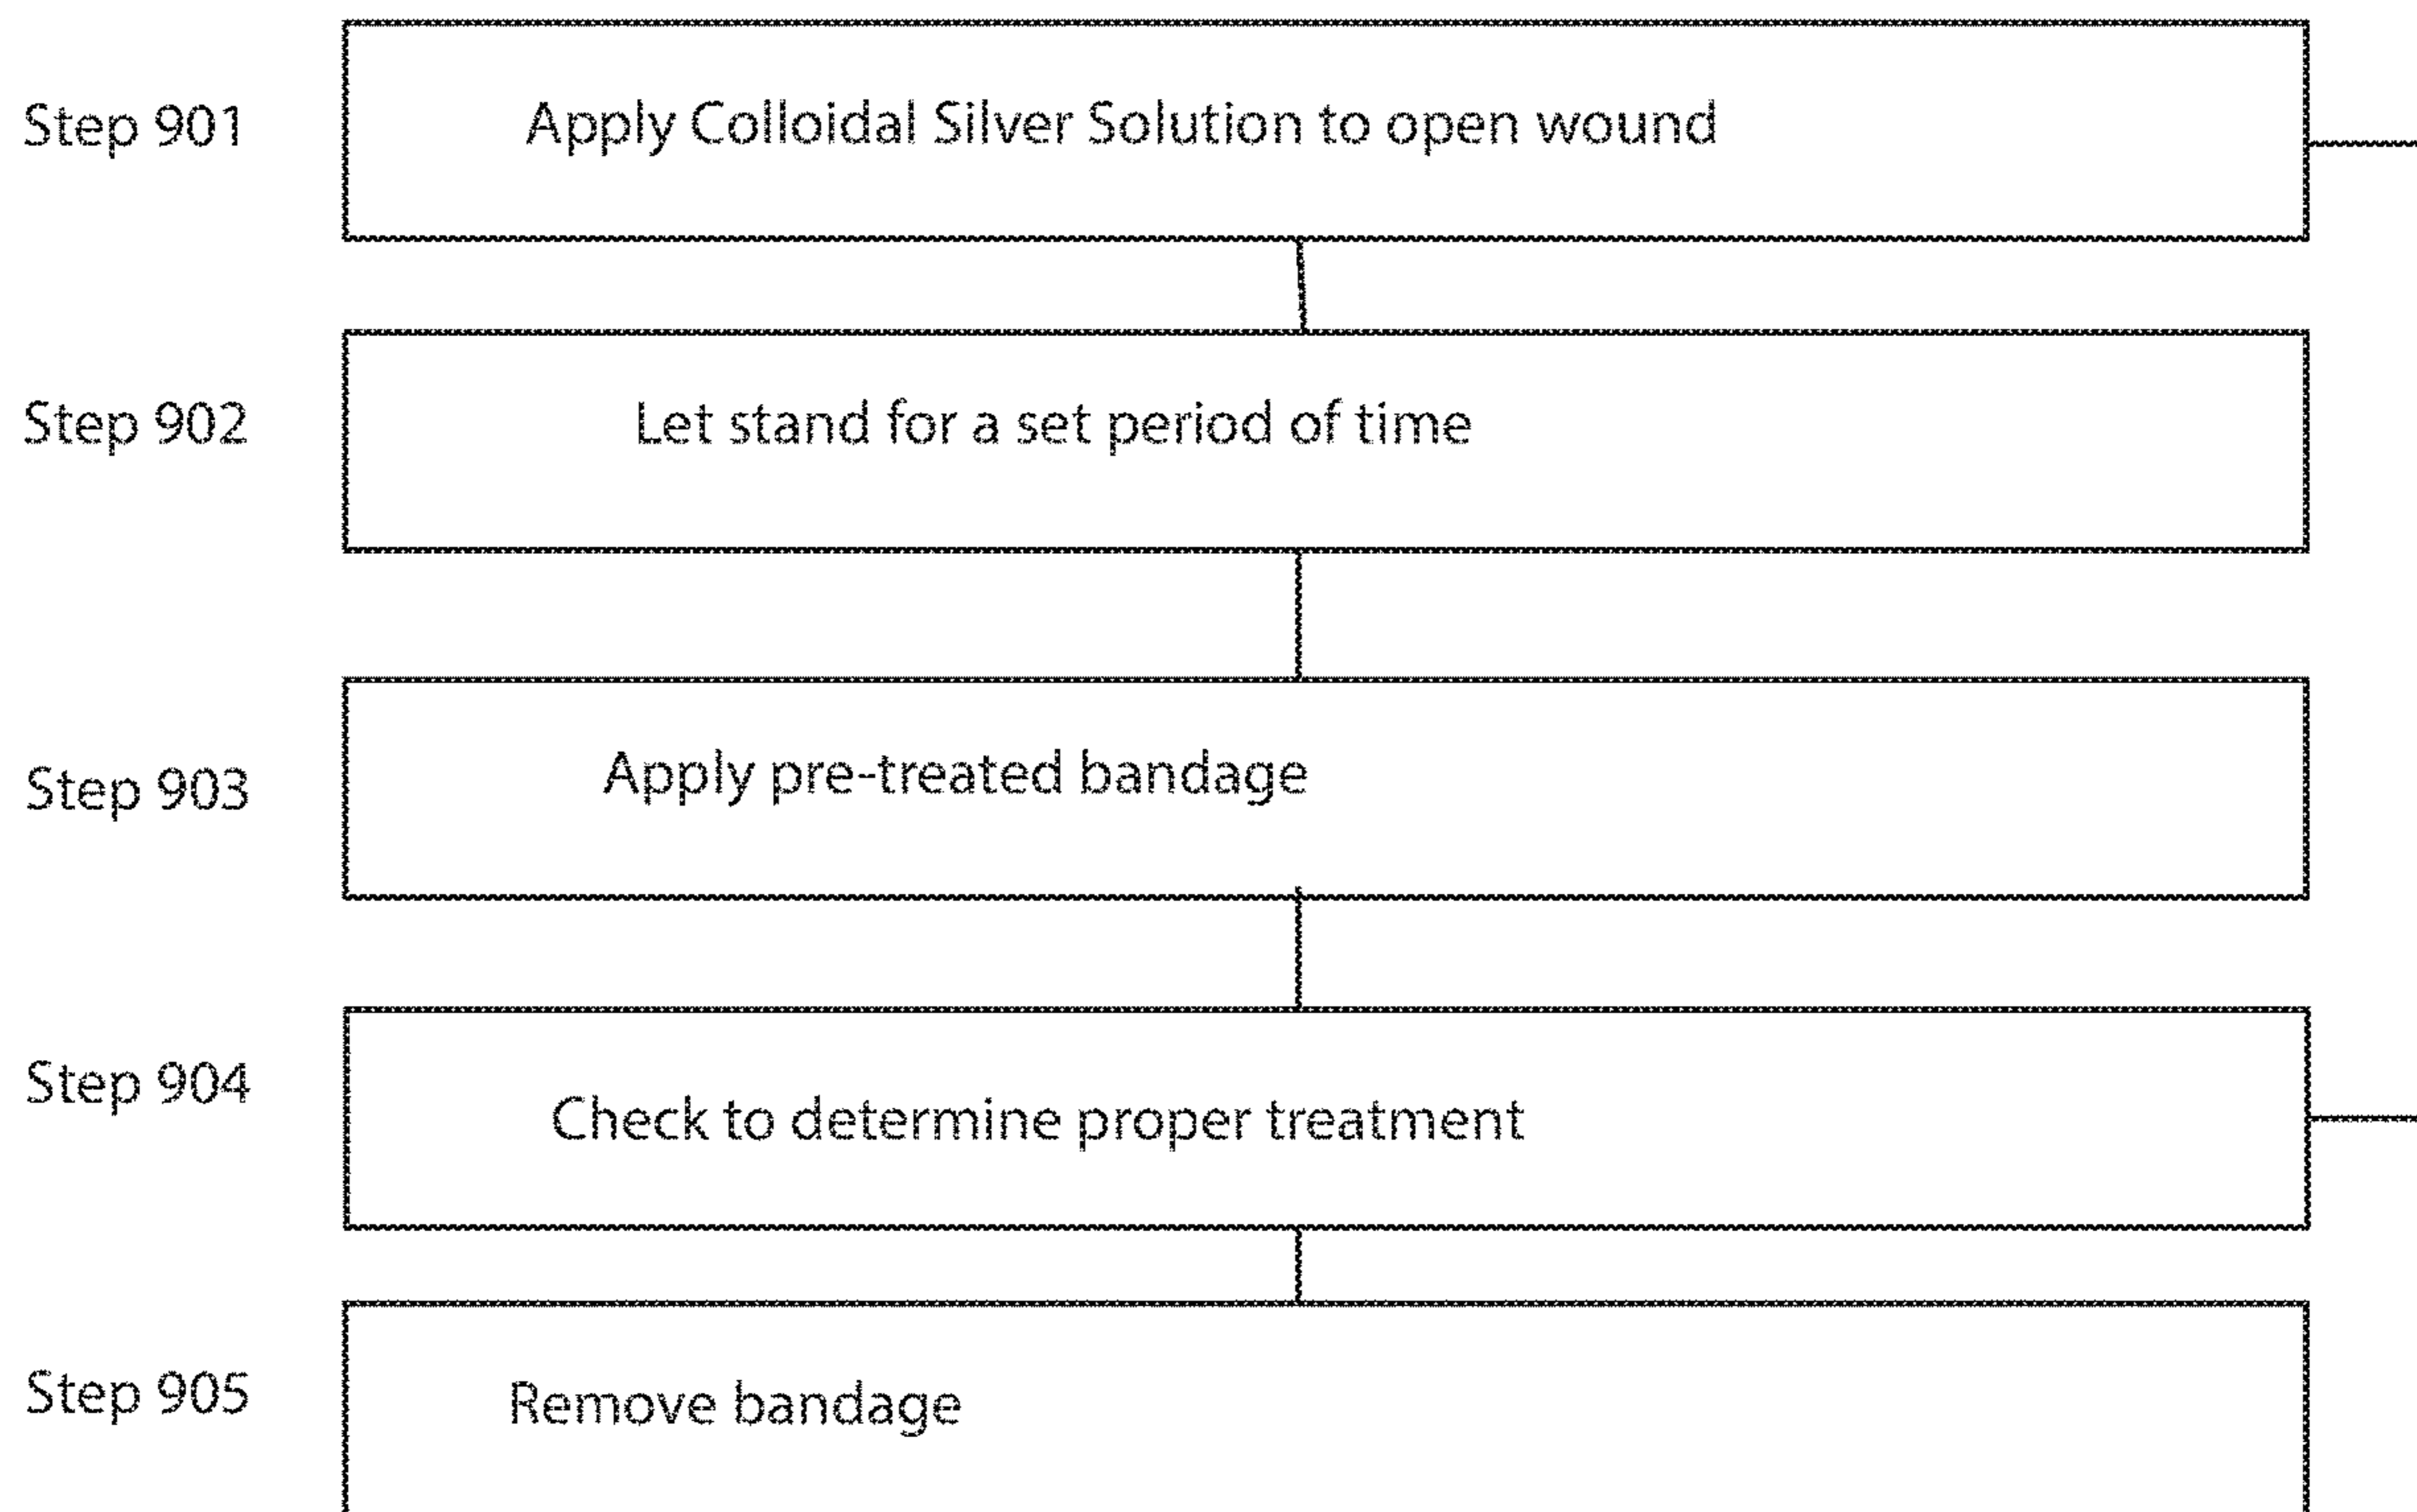 Step 901
Apply Colloidal Silver Solution to open wound
Step 902
Let stand for a set period of time
Step 903
Apply pre-treated bandage
Step 904
Check to determine proper treatment
Step 905
Remove bandage